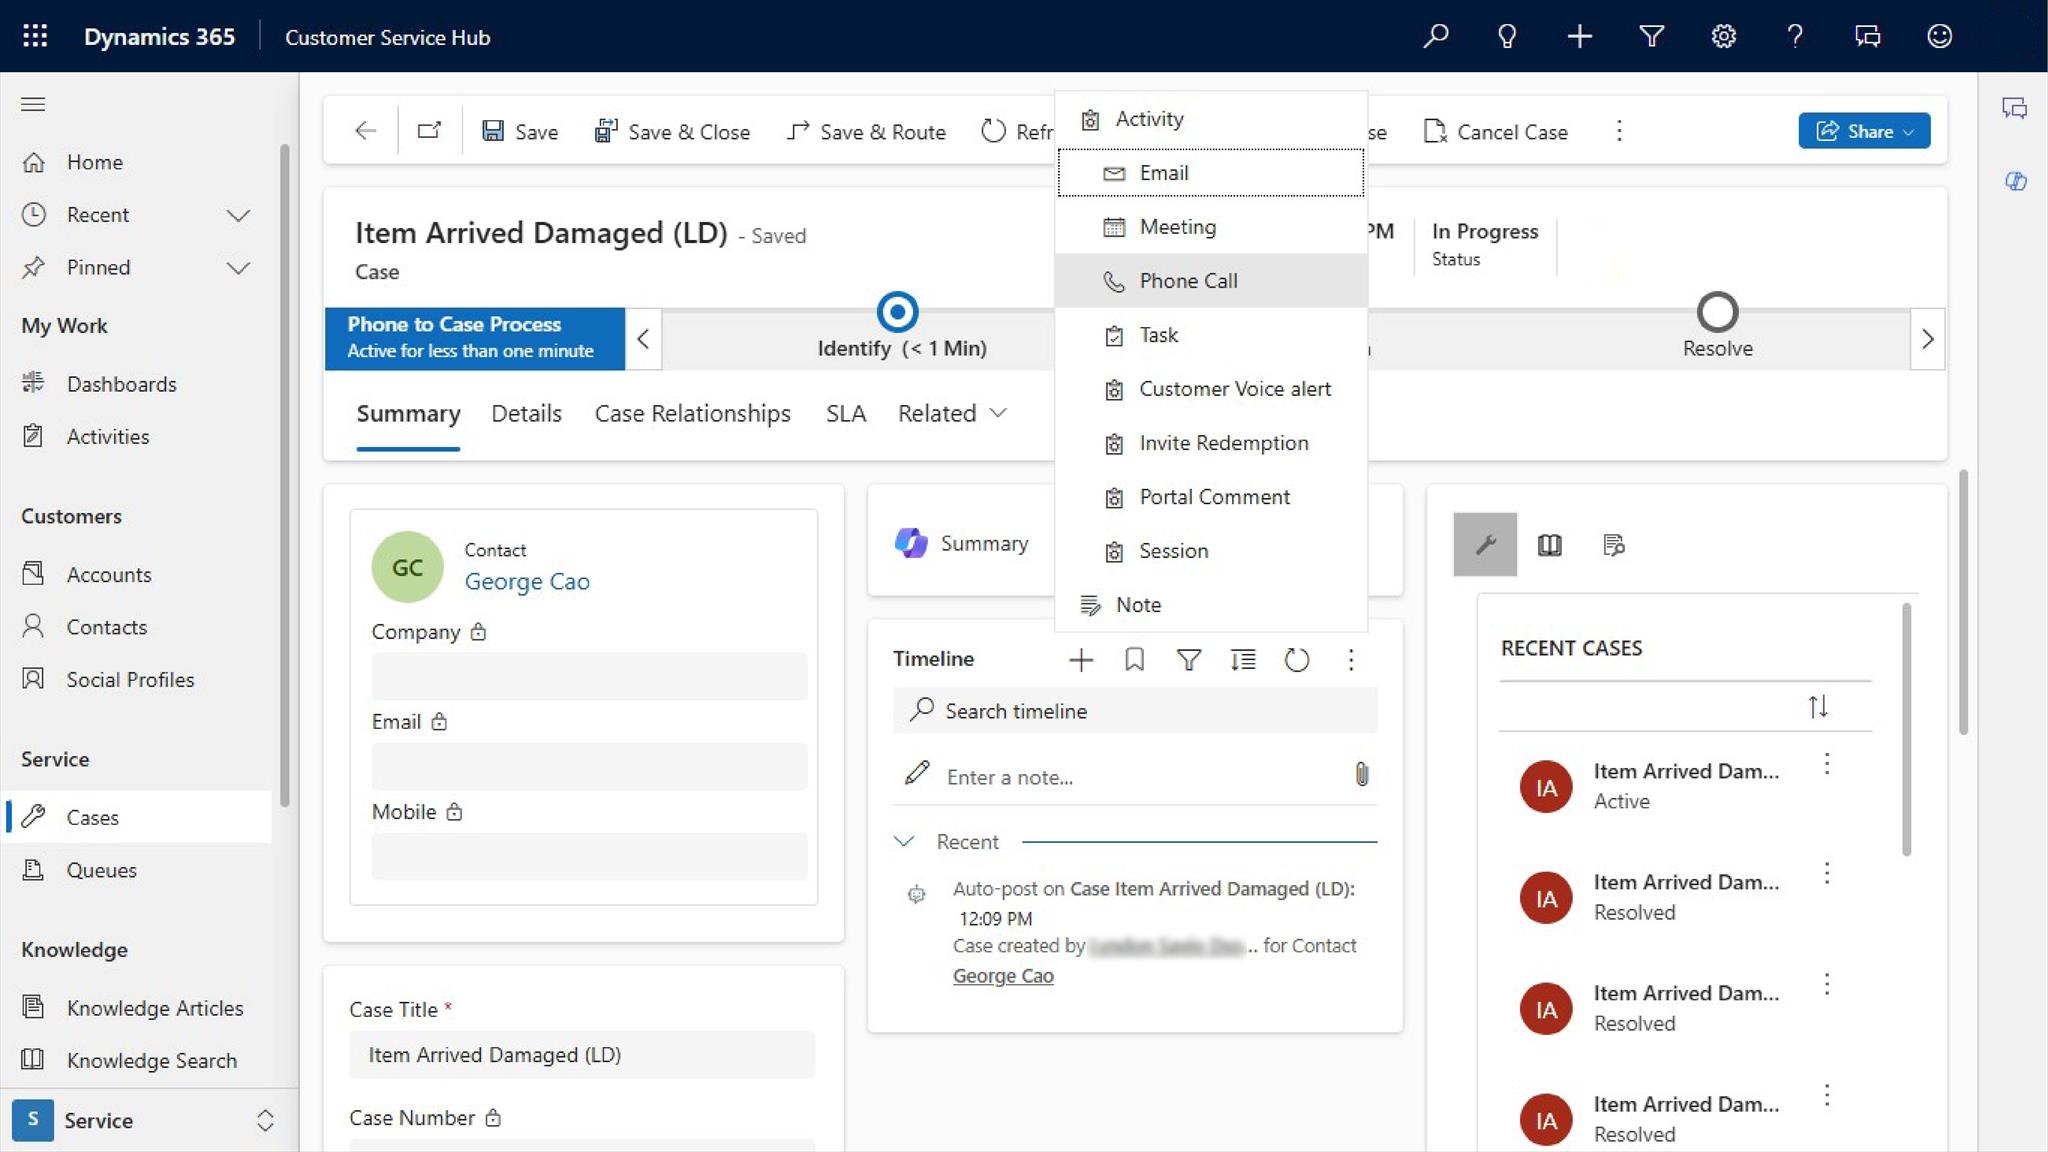 Dynamics 365
Customer Service Hub
Home
Recent
Pinned
My Work
Dashboards
Activities
Customers
Accounts
Contacts
Social Profiles
Service
Cases
Queues
Knowledge
Knowledge Articles
Knowledge Search
S Service
Save
Save & Close
Save & Route
Refr
se
Cancel Case
Share
Item Arrived Damaged (LD) - Saved
Case
PM
In Progress
Status
Phone to Case Process
Active for less than one minute
Identify (< 1 Min)
Resolve
Summary
Details
Case Relationships
SLA
Related
Activity
Email
Meeting
Phone Call
Task
Customer Voice alert
Invite Redemption
Portal Comment
Session
Note
GC
Contact
George Cao
Company
Email
Mobile
Case Title *
Item Arrived Damaged (LD)
Case Number
Summary
Timeline
Search timeline
Enter a note...
Recent
Auto-post on Case Item Arrived Damaged (LD):
12:09 PM
Case created by ... for Contact
George Cao
RECENT CASES
IA
Item Arrived Dam...
Active
IA
Item Arrived Dam...
Resolved
IA
Item Arrived Dam...
Resolved
IA
Item Arrived Dam...
Resolved